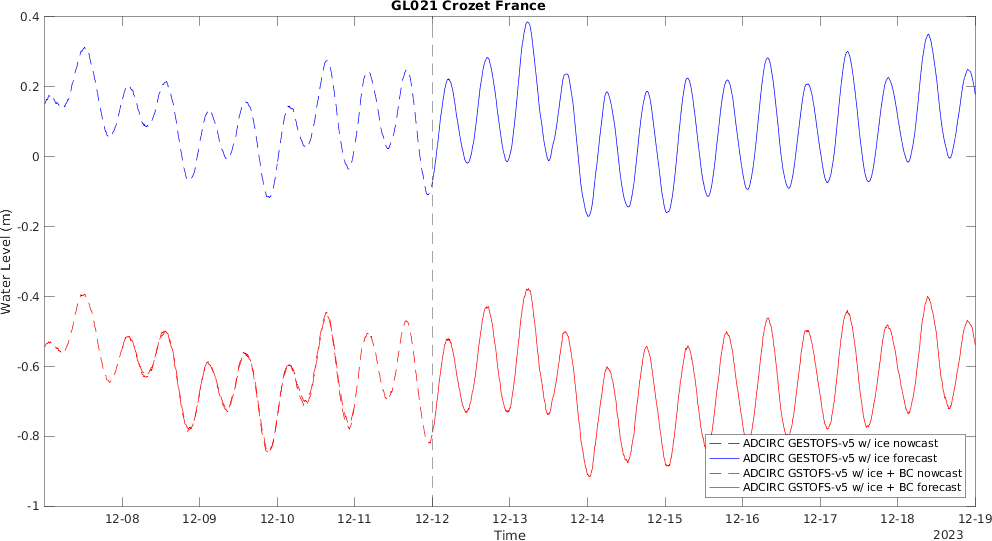 GL021 Crozet France
0.4
0.2
0
-0.2
-0.4
-0.6
-0.8
-1
Water Level (m)
ADCIRC GESTOFS-v5 w/ ice nowcast
ADCIRC GESTOFS-v5 w/ ice forecast
ADCIRC GSTOFS-v5 w/ ice + BC nowcast
ADCIRC GSTOFS-v5 w/ ice + BC forecast
12-08 12-09 12-10 12-11 12-12 12-13 12-14 12-15 12-16 12-17 12-18 12-19
Time
2023